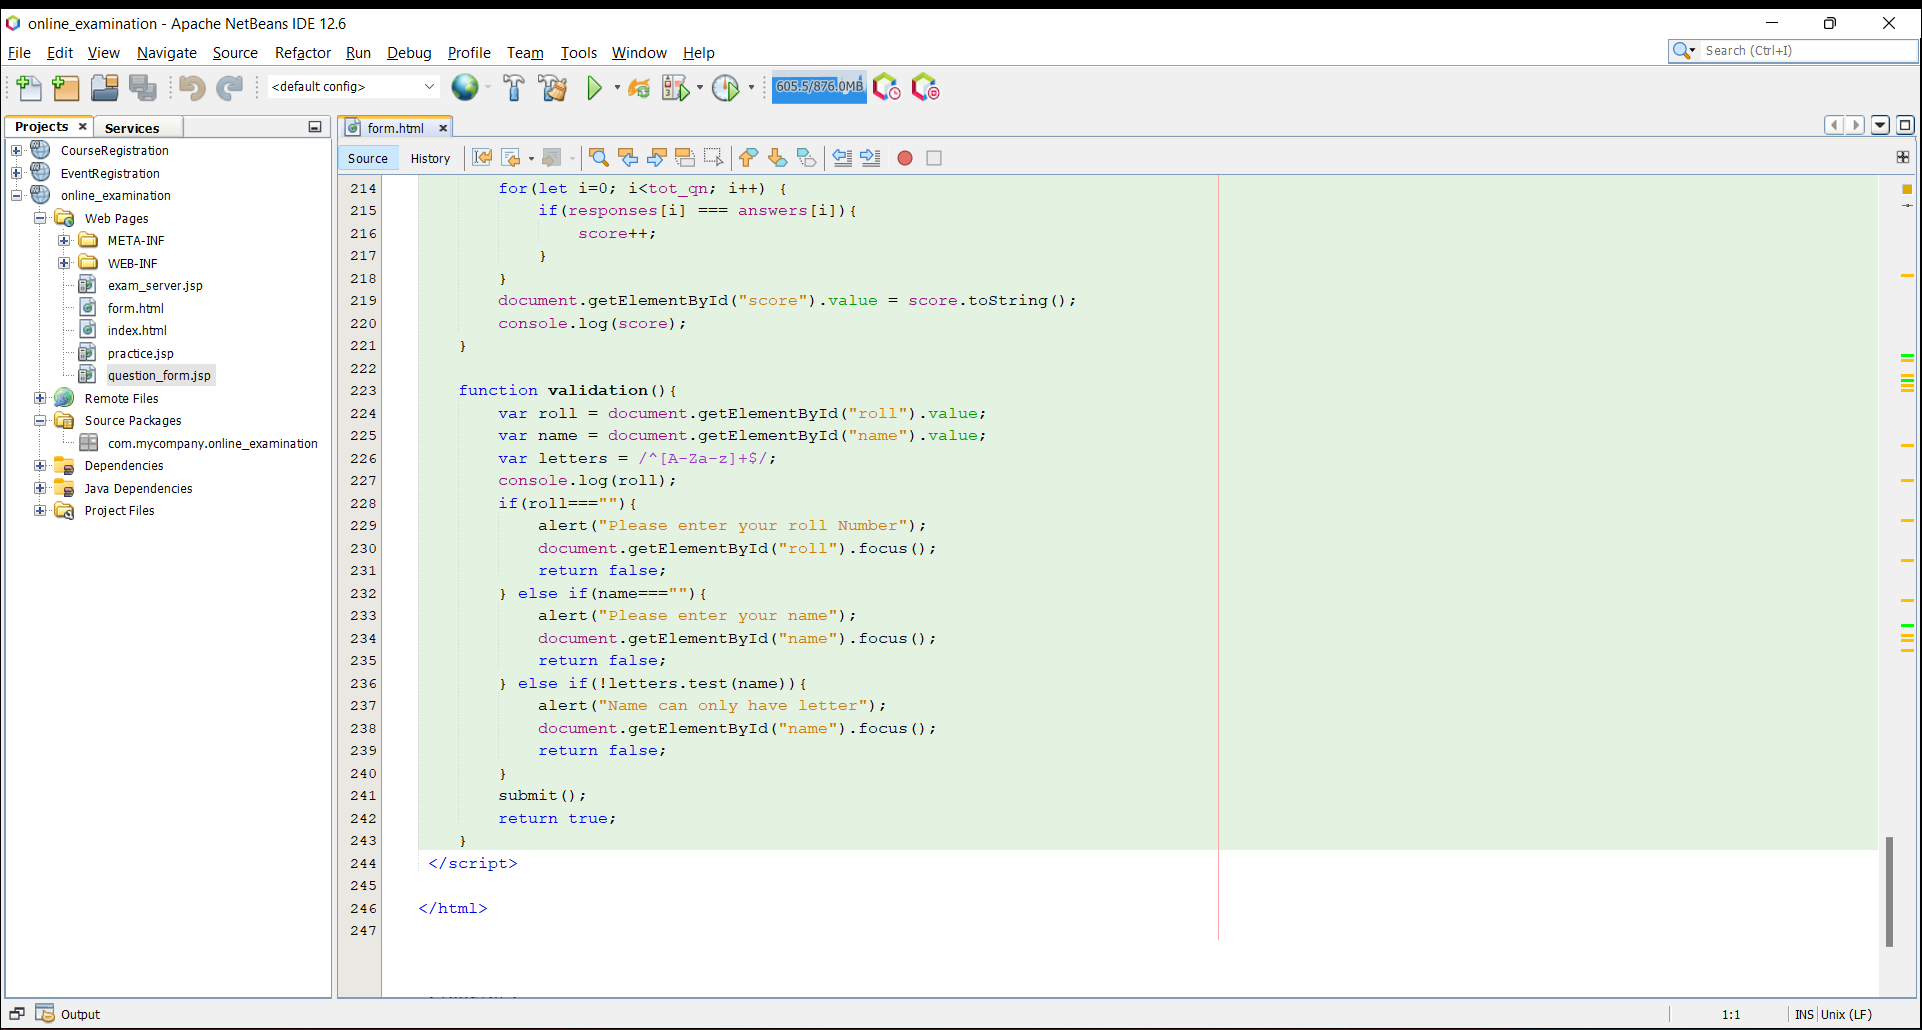 online_examination - Apache NetBeans IDE 12.6
File Edit View Navigate Source Refactor Run Debug Profile Team Tools Window Help
Search (Ctrl+I)
<default config>
605.5/876.0MB
Projects
Services
CourseRegistration
EventRegistration
online_examination
Web Pages
META-INF
WEB-INF
exam_server.jsp
form.html
index.html
practice.jsp
question_form.jsp
Remote Files
Source Packages
com.mycompany.online_examination
Dependencies
Java Dependencies
Project Files
form.html
Source History
214 for(let i=0; i<tot_qn; i++) {
215 if(responses[i] === answers[i]){
216 score++;
217 }
218 }
219 document.getElementById("score").value = score.toString();
220 console.log(score);
221 }
222
223 function validation(){
224 var roll = document.getElementById("roll").value;
225 var name = document.getElementById("name").value;
226 var letters = /^[A-Za-z]+$/;
227 console.log(roll);
228 if(roll===""){
229 alert("Please enter your roll Number");
230 document.getElementById("roll").focus();
231 return false;
232 } else if(name===""){
233 alert("Please enter your name");
234 document.getElementById("name").focus();
235 return false;
236 } else if(!letters.test(name)){
237 alert("Name can only have letter");
238 document.getElementById("name").focus();
239 return false;
240 }
241 submit();
242 return true;
243 }
244 </script>
245
246 </html>
247
Output
1:1 INS Unix (LF)